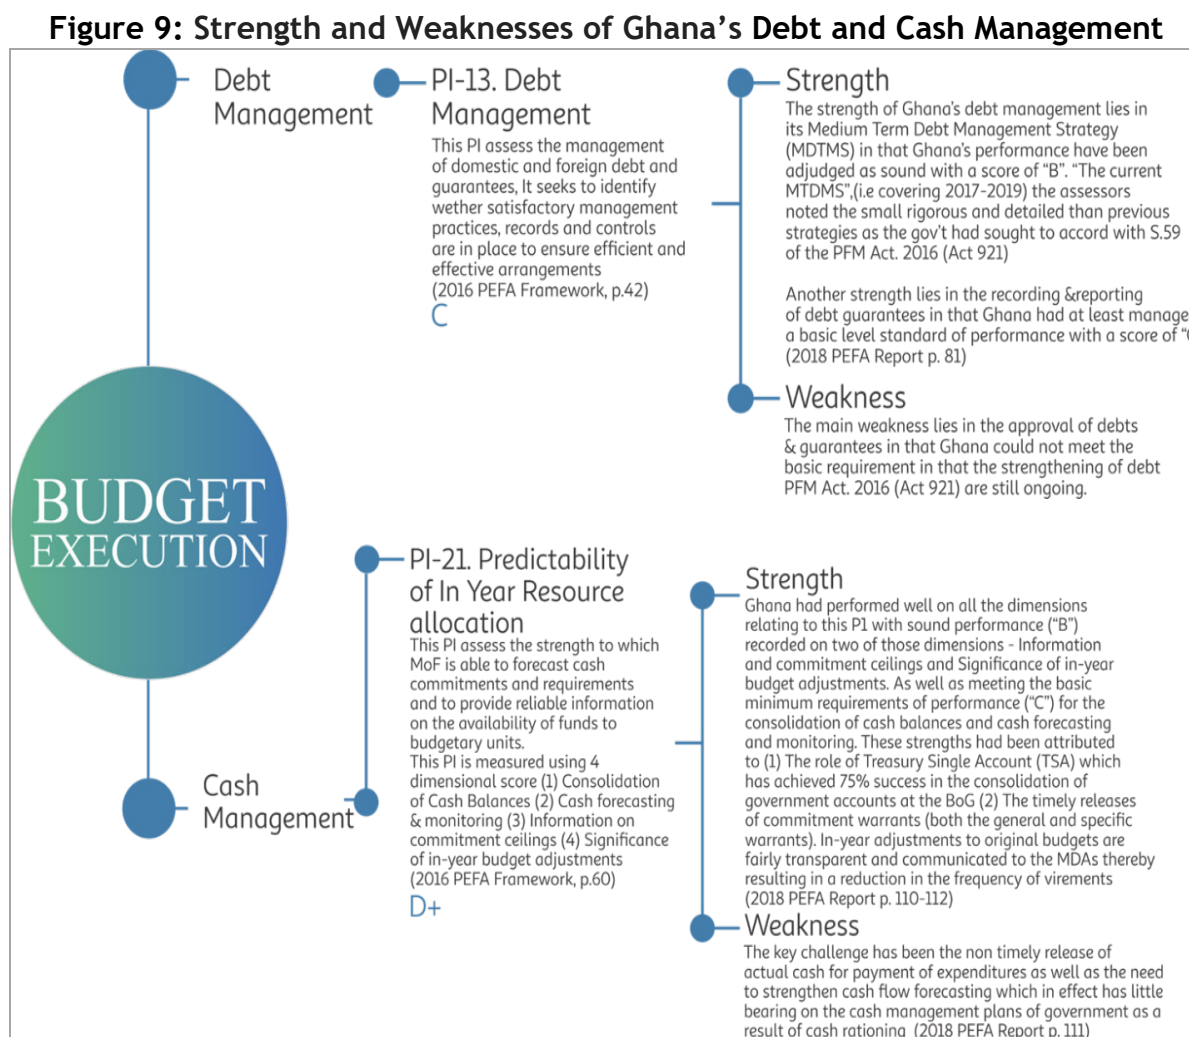 Figure 9: Strength and Weaknesses of Ghana's Debt and Cash Management
Debt
Management
PI-13. Debt
Management
This PI assess the management
of domestic and foreign debt and
guarantees, It seeks to identify
wether satisfactory management
practices, records and controls
are in place to ensure efficient and
effective arrangements
(2016 PEFA Framework, p.42)
C
Strength
The strength of Ghana's debt management lies in
its Medium Term Debt Management Strategy
(MDTMS) in that Ghana's performance have been
adjudged as sound with a score of “B”. “The current
MTDMS”,(i.e covering 2017-2019) the assessors
noted the small rigorous and detailed than previous
strategies as the gov't had sought to accord with S.59
of the PFM Act. 2016 (Act 921)
Another strength lies in the recording &reporting
of debt guarantees in that Ghana had at least manage
a basic level standard of performance with a score of
(2018 PEFA Report p. 81)
Weakness
The main weakness lies in the approval of debts
& guarantees in that Ghana could not meet the
basic requirement in that the strengthening of debt
PFM Act. 2016 (Act 921) are still ongoing.
BUDGET
EXECUTION
Cash
Management
PI-21. Predictability
of In Year Resource
allocation
This PI assess the strength to which
MoF is able to forecast cash
commitments and requirements
and to provide reliable information
on the availability of funds to
budgetary units.
This PI is measured using 4
dimensional score (1) Consolidation
of Cash Balances (2) Cash forecasting
& monitoring (3) Information on
commitment ceilings (4) Significance
of in-year budget adjustments
(2016 PEFA Framework, p.60)
D+
Strength
Ghana had performed well on all the dimensions
relating to this P1 with sound performance (“B”)
recorded on two of those dimensions - Information
and commitment ceilings and Significance of in-year
budget adjustments. As well as meeting the basic
minimum requirements of performance (“C”) for the
consolidation of cash balances and cash forecasting
and monitoring. These strengths had been attributed
to (1) The role of Treasury Single Account (TSA) which
has achieved 75% success in the consolidation of
government accounts at the BoG (2) The timely releases
of commitment warrants (both the general and specific
warrants). In-year adjustments to original budgets are
fairly transparent and communicated to the MDAs thereby
resulting in a reduction in the frequency of virements
(2018 PEFA Report p. 110-112)
Weakness
The key challenge has been the non timely release of
actual cash for payment of expenditures as well as the need
to strengthen cash flow forecasting which in effect has little
bearing on the cash management plans of government as a
result of cash rationing (2018 PEFA Report p. 111)